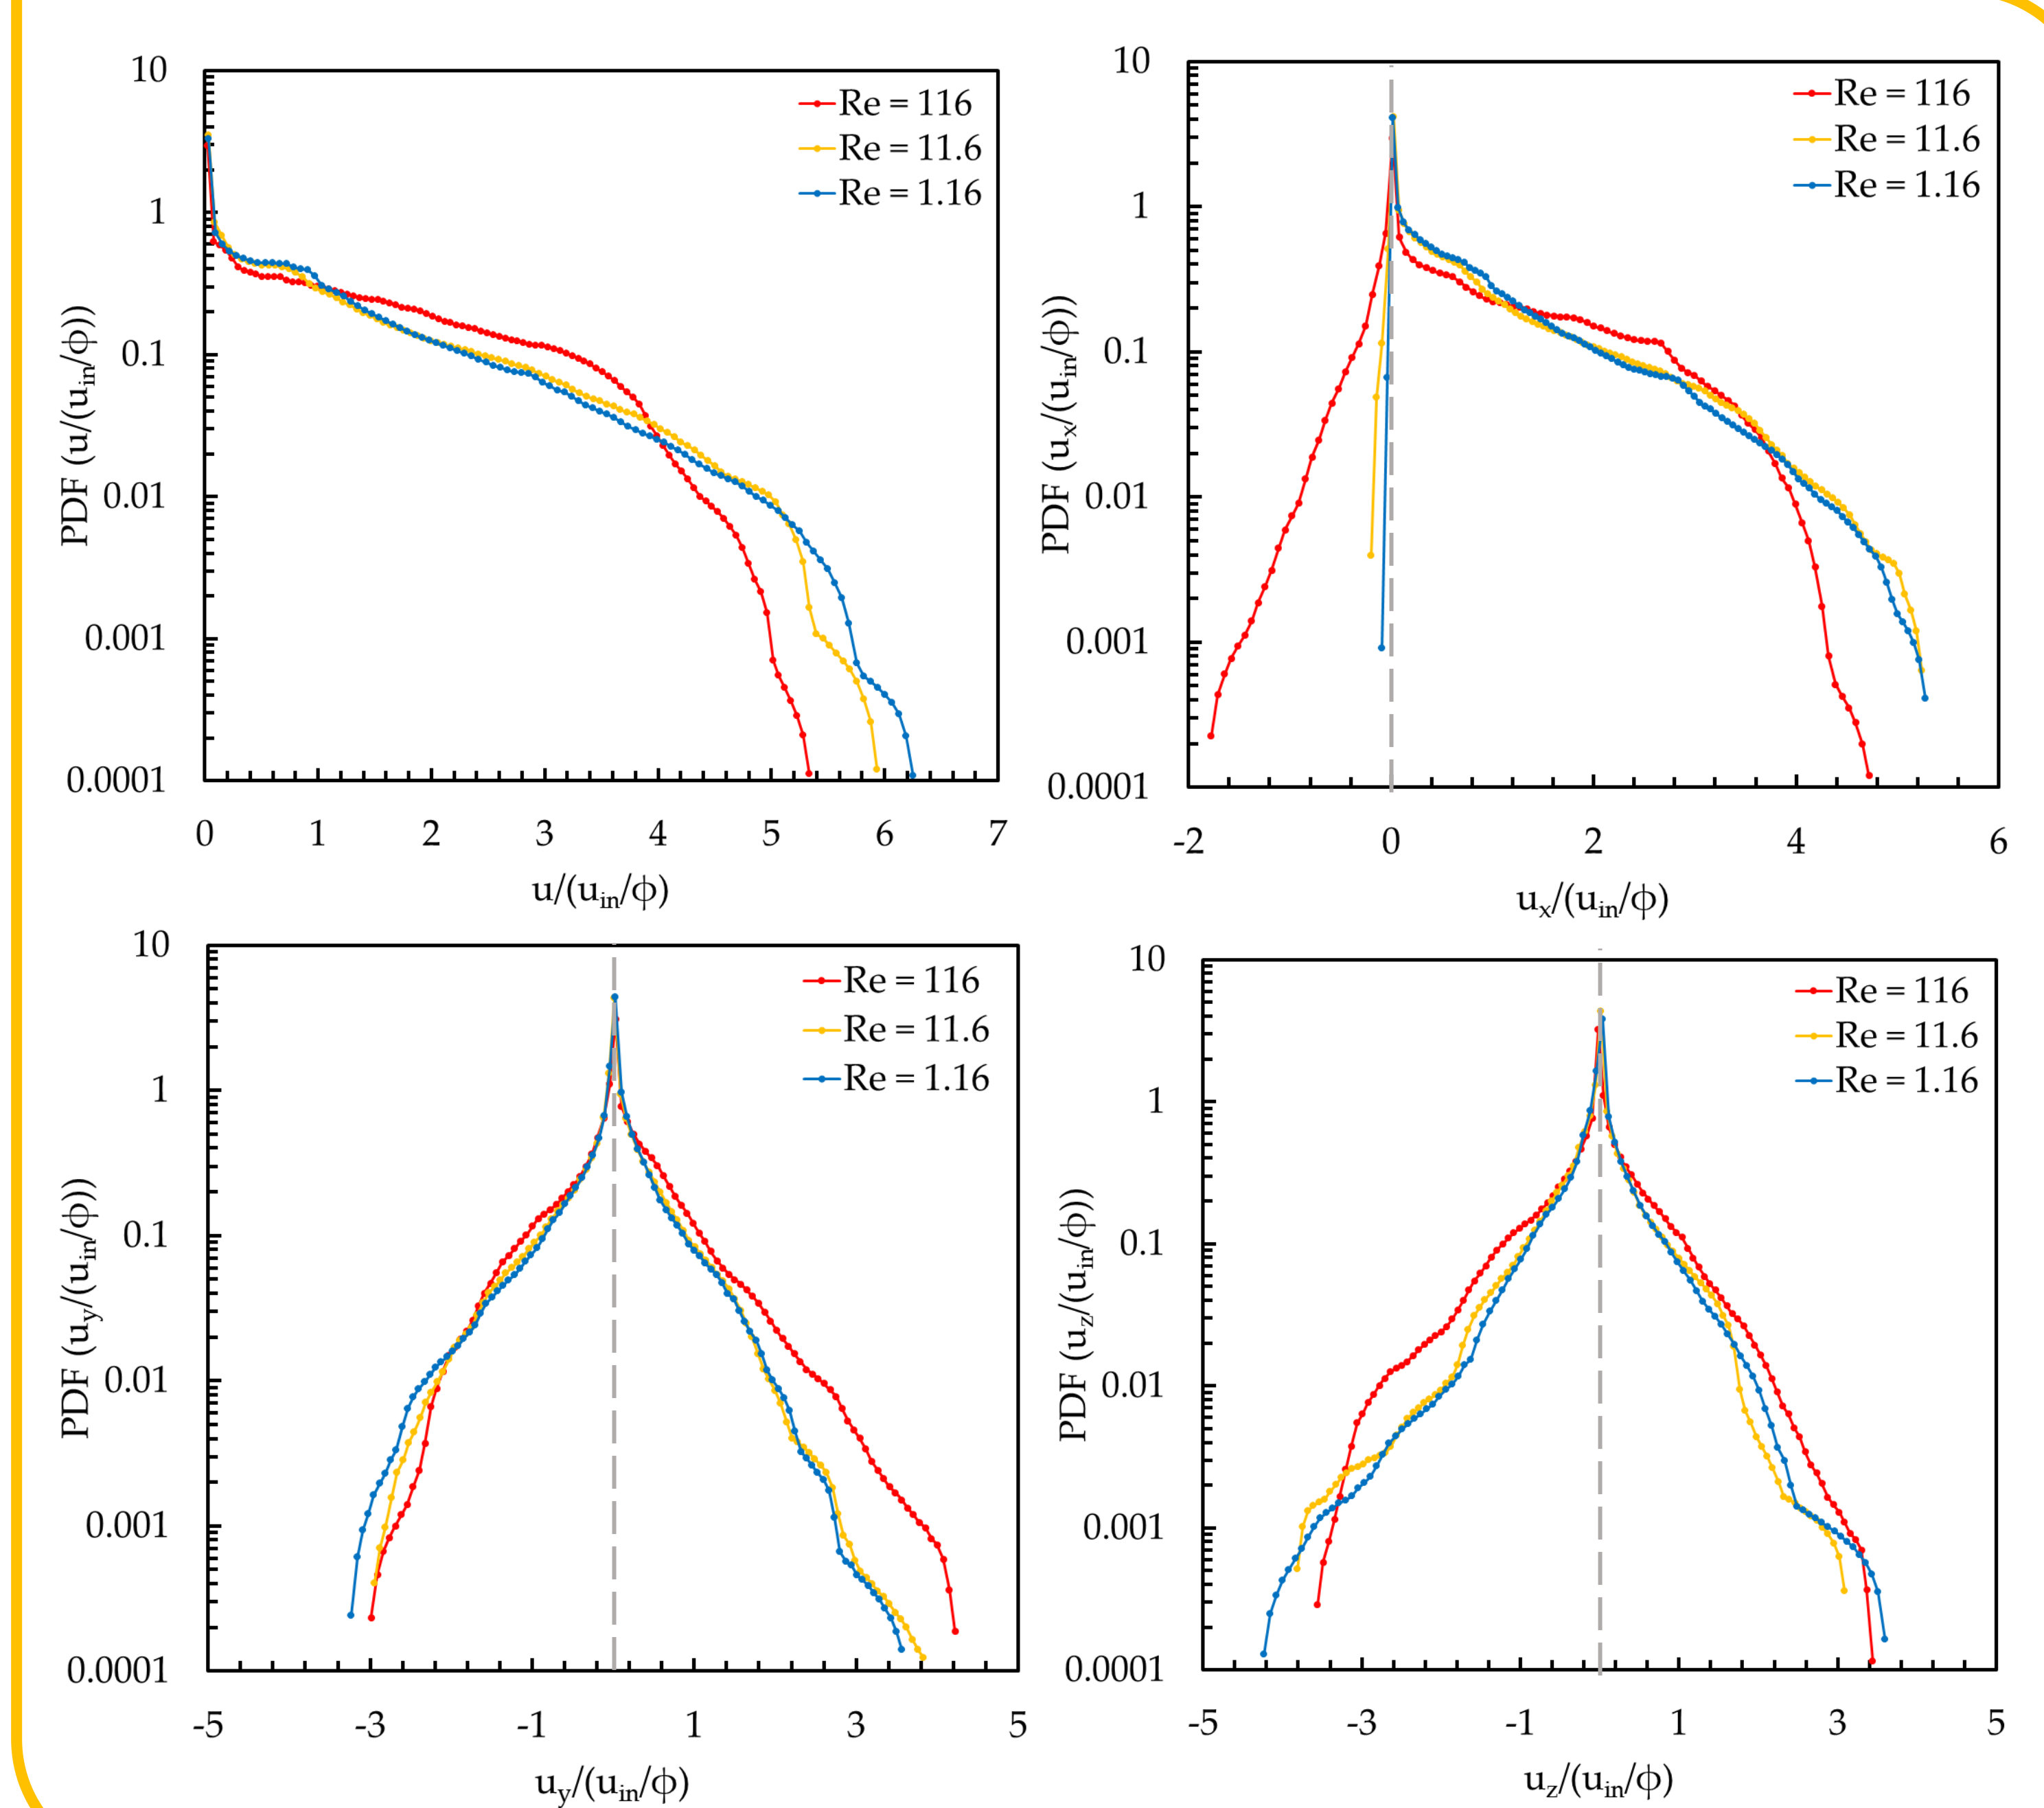 10
1
0.1
0.01
0.001
0.0001
PDF (u/(u_in/ϕ))
Re = 116
Re = 11.6
Re = 1.16
0 1 2 3 4 5 6 7
u/(u_in/ϕ)
10
1
0.1
0.01
0.001
0.0001
PDF (u_x/(u_in/ϕ))
Re = 116
Re = 11.6
Re = 1.16
-2 0 2 4 6
u_x/(u_in/ϕ)
10
1
0.1
0.01
0.001
0.0001
PDF (u_y/(u_in/ϕ))
Re = 116
Re = 11.6
Re = 1.16
-5 -3 -1 1 3 5
u_y/(u_in/ϕ)
10
1
0.1
0.01
0.001
0.0001
PDF (u_z/(u_in/ϕ))
Re = 116
Re = 11.6
Re = 1.16
-5 -3 -1 1 3 5
u_z/(u_in/ϕ)